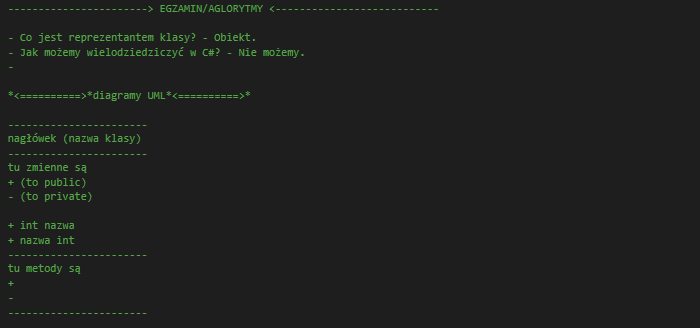 -----------------------> EGZAMIN/AGLORYTMY <---------------------------
- Co jest reprezentantem klasy? - Obiekt.
- Jak możemy wielodziedziczyć w C#? - Nie możemy.
-
*<==========>*diagramy UML*<==========>*
-----------------------
nagłówek (nazwa klasy)
-----------------------
tu zmienne są
+ (to public)
- (to private)
+ int nazwa
+ nazwa int
-----------------------
tu metody są
+
-
-----------------------